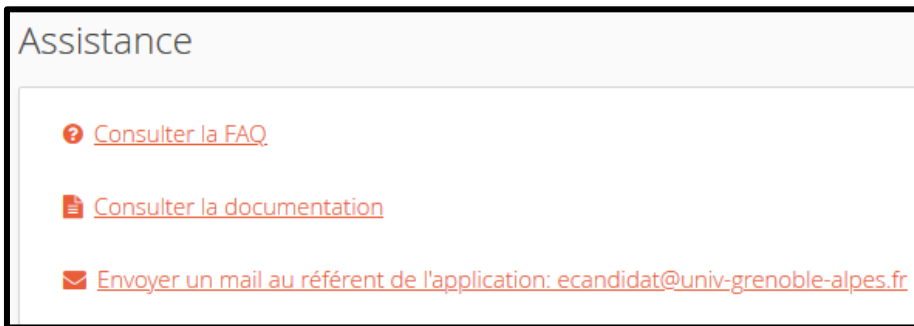 Assistance
Consulter la FAQ
Consulter la documentation
Envoyer un mail au référent de l'application: ecandidat@univ-grenoble-alpes.fr